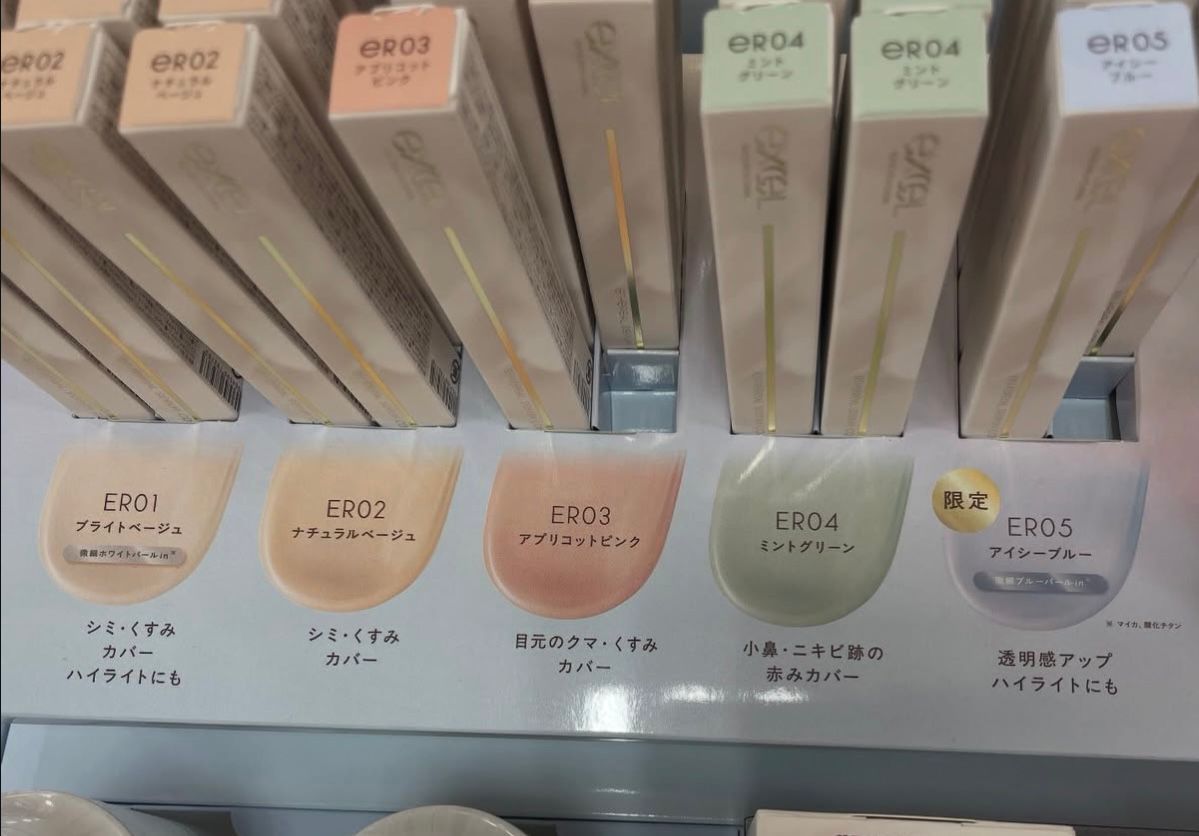 eR02
ナチュラル
ベージュ
eR02
ナチュラル
ベージュ
eR03
アプリコット
ピンク
eR04
ミント
グリーン
eR04
ミント
グリーン
eR05
アイシー
ブルー
excel
excel
excel
excel
excel
ER01
ブライトベージュ
微細ホワイトパールin※
シミ・くすみ
カバー
ハイライトにも
ER02
ナチュラルベージュ
シミ・くすみ
カバー
ER03
アプリコットピンク
目元のクマ・くすみ
カバー
ER04
ミントグリーン
小鼻・ニキビ跡の
赤みカバー
限定
ER05
アイシーブルー
微細ブルーパールin
※ マイカ、酸化チタン
透明感アップ
ハイライトにも